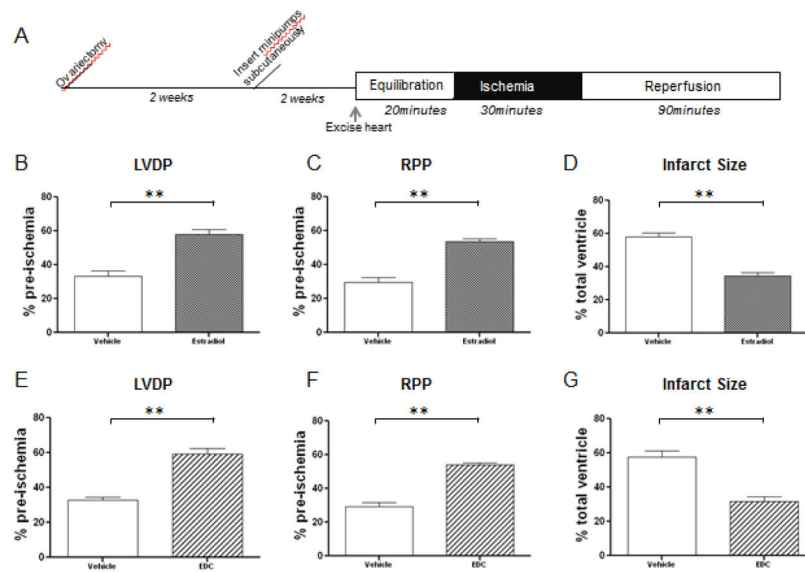 A
Ovariectomy
2 weeks
Insert minipumps
subcutaneously
2 weeks
Excise heart
Equilibration
Ischemia
Reperfusion
20minutes
30minutes
90minutes
B
LVDP
% pre-ischemia
80
60
40
20
0
**
Vehicle
Estradiol
C
RPP
% pre-ischemia
80
60
40
20
0
**
Vehicle
Estradiol
D
Infarct Size
% total ventricle
80
60
40
20
0
**
Vehicle
Estradiol
E
LVDP
% pre-ischemia
80
60
40
20
0
**
Vehicle
EDC
F
RPP
% pre-ischemia
80
60
40
20
0
**
Vehicle
EDC
G
Infarct Size
% total ventricle
80
60
40
20
0
**
Vehicle
EDC